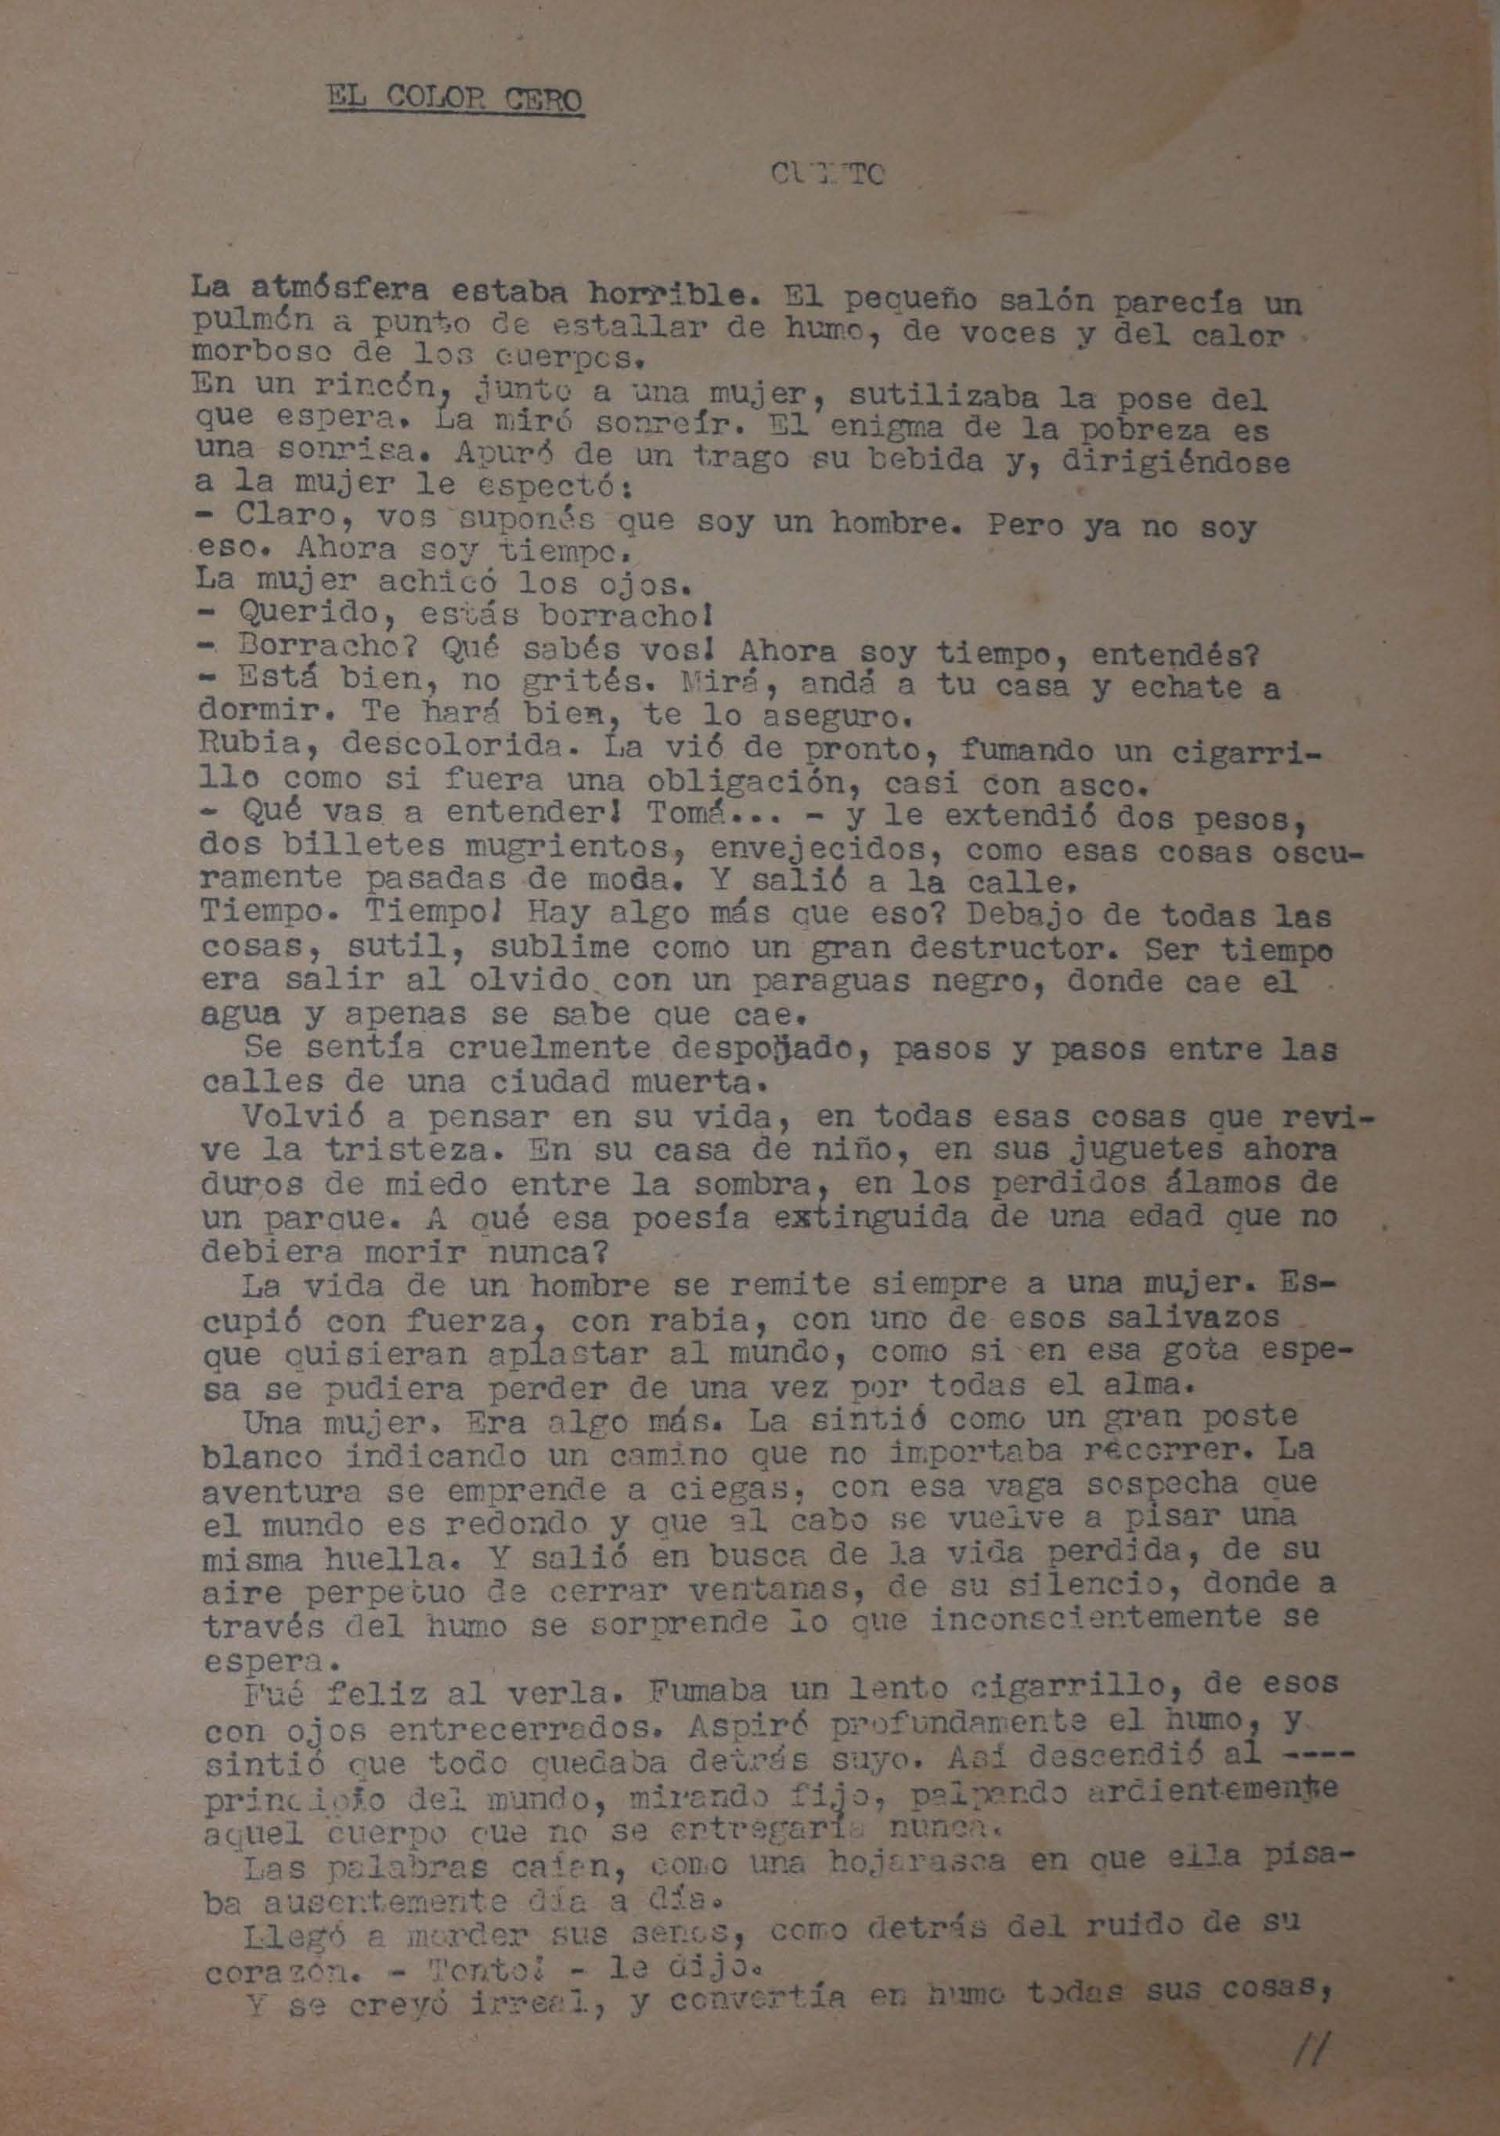 EL COLOR CERO
CUENTO
La atmósfera estaba horrible. El pequeño salón parecía un
pulmón a punto de estallar de humo, de voces y del calor
morboso de los cuerpos.
En un rincón, junto a una mujer, sutilizaba la pose del
que espera. La miró sonreír. El enigma de la pobreza es
una sonrisa. Apuró de un trago su bebida y, dirigiéndose
a la mujer le espectó:
- Claro, vos suponés que soy un hombre. Pero ya no soy
eso. Ahora soy tiempo.
La mujer achicó los ojos.
- Querido, estás borracho!
- Borracho? Qué sabés vos! Ahora soy tiempo, entendés?
- Está bien, no grités. Mirá, andá a tu casa y echate a
dormir. Te hará bien, te lo aseguro.
Rubia, descolorida. La vió de pronto, fumando un cigarri-
llo como si fuera una obligación, casi con asco.
- Qué vas a entender! Tomá... - y le extendió dos pesos,
dos billetes mugrientos, envejecidos, como esas cosas oscu-
ramente pasadas de moda. Y salió a la calle.
Tiempo. Tiempo! Hay algo más que eso? Debajo de todas las
cosas, sutil, sublime como un gran destructor. Ser tiempo
era salir al olvido con un paraguas negro, donde cae el
agua y apenas se sabe que cae.
Se sentía cruelmente despojado, pasos y pasos entre las
calles de una ciudad muerta.
Volvió a pensar en su vida, en todas esas cosas que revi-
ve la tristeza. En su casa de niño, en sus juguetes ahora
duros de miedo entre la sombra, en los perdidos álamos de
un parque. A qué esa poesía extinguida de una edad que no
debiera morir nunca?
La vida de un hombre se remite siempre a una mujer. Es-
cupió con fuerza, con rabia, con uno de esos salivazos
que quisieran aplastar al mundo, como si en esa gota espe-
sa se pudiera perder de una vez por todas el alma.
Una mujer. Era algo más. La sintió como un gran poste
blanco indicando un camino que no importaba recorrer. La
aventura se emprende a ciegas, con esa vaga sospecha que
el mundo es redondo y que al cabo se vuelve a pisar una
misma huella. Y salió en busca de la vida perdida, de su
aire perpetuo de cerrar ventanas, de su silencio, donde a
través del humo se sorprende lo que inconscientemente se
espera.
Fué feliz al verla. Fumaba un lento cigarrillo, de esos
con ojos entrecerrados. Aspiró profundamente el humo, y
sintió que todo quedaba detrás suyo. Así descendió al ----
principio del mundo, mirando fijo, palpando ardientemente
aquel cuerpo que no se entregaría nunca.
Las palabras caían, como una hojarasca en que ella pisa-
ba ausentemente día a día.
Llegó a morder sus senos, como detrás del ruido de su
corazón. - Tonto! - le dijo.
Y se creyó irreal, y convertía en humo todas sus cosas,
11